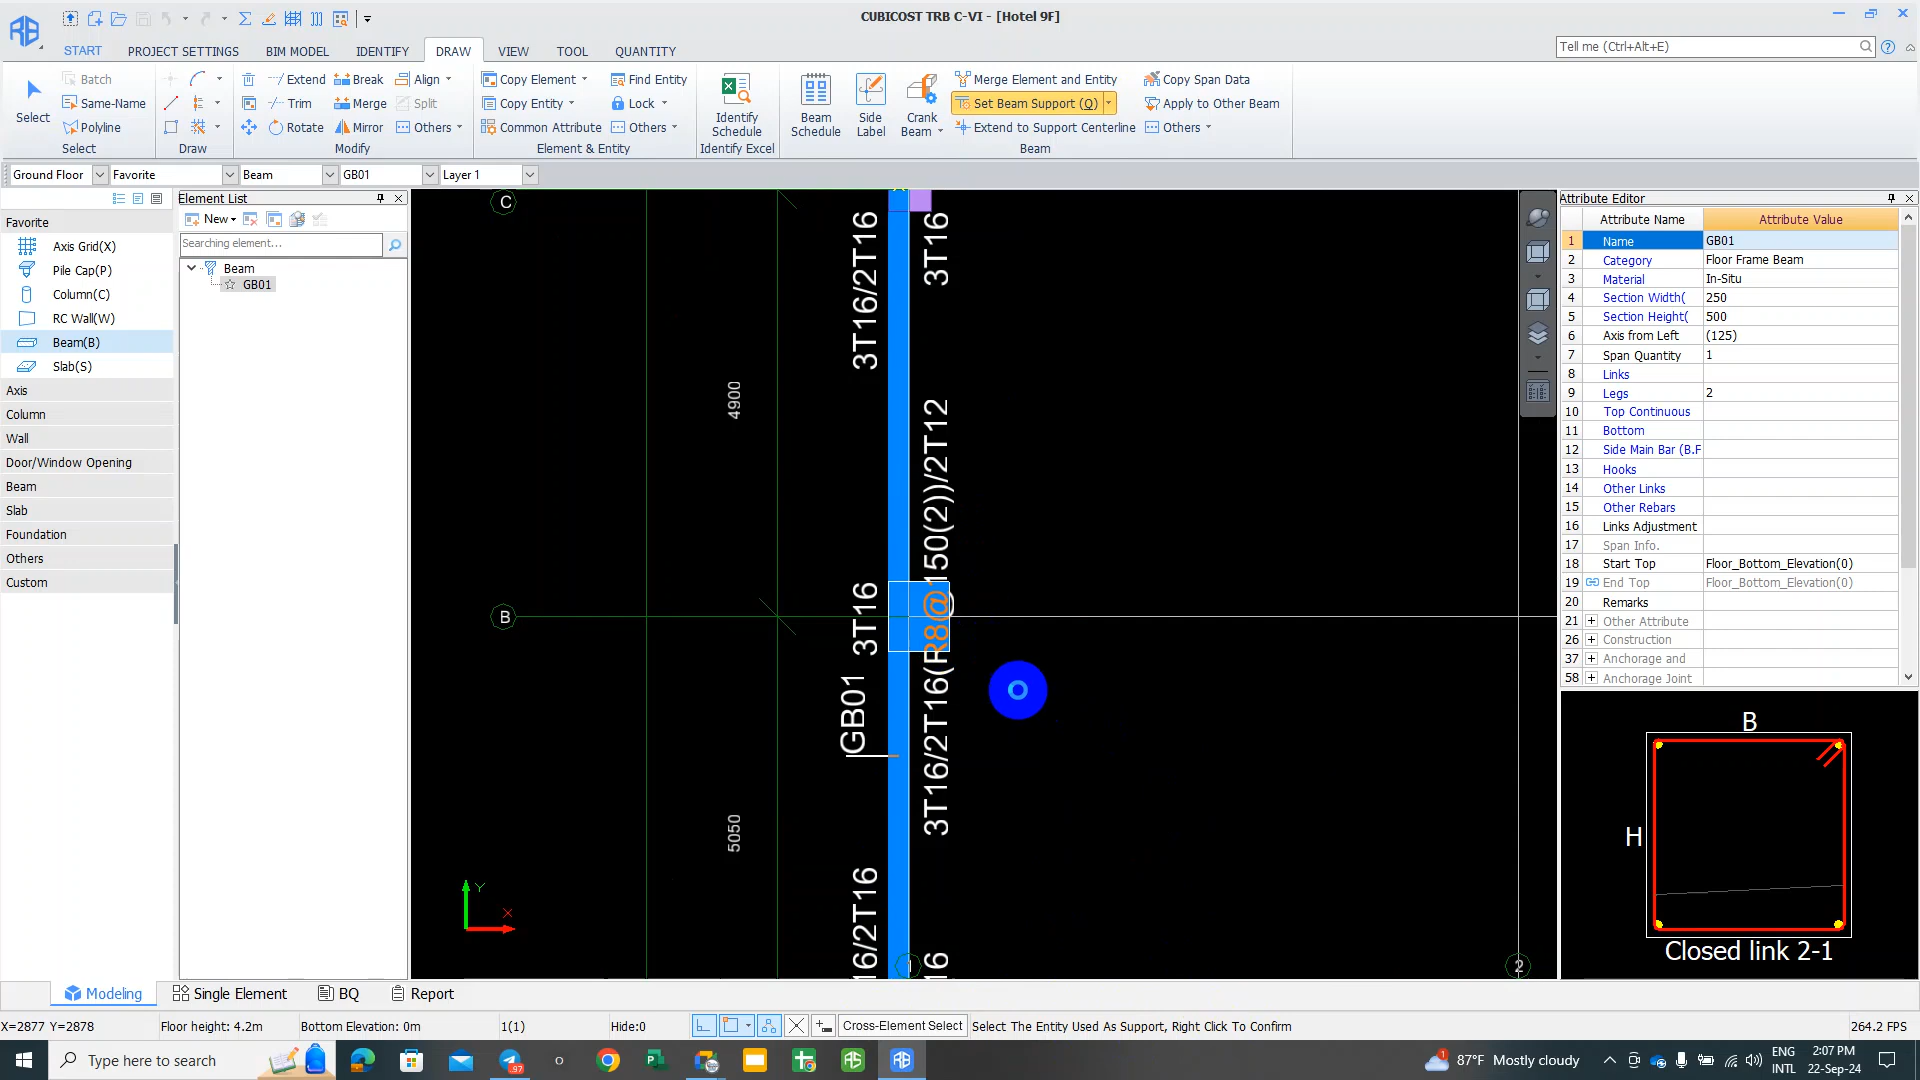 CUBICOST TRB C-VI - [Hotel 9F]
START PROJECT SETTINGS BIM MODEL IDENTIFY DRAW VIEW TOOL QUANTITY
Tell me (Ctrl+Alt+E)
Select
Batch
Same-Name
Polyline
Select
Draw
Extend Break Align
Trim Merge Split
Rotate Mirror Others
Modify
Copy Element Find Entity
Copy Entity Lock
Common Attribute Others
Element & Entity
Identify Schedule
Identify Excel
Beam Schedule
Side Label
Crank Beam
Merge Element and Entity Copy Span Data
Set Beam Support (Q) Apply to Other Beam
Extend to Support Centerline Others
Beam
Ground Floor Favorite Beam GB01 Layer 1
Favorite
Axis Grid(X)
Pile Cap(P)
Column(C)
RC Wall(W)
Beam(B)
Slab(S)
Axis
Column
Wall
Door/Window Opening
Beam
Slab
Foundation
Others
Custom
Element List
New
Searching element...
Beam
GB01
C
3T16/2T16
3T16
4900
B
3T16
3T16/2T16(R8@150(2))/2T12
GB01
5050
16/2T16
16
2
Y
X
Attribute Editor
Attribute Name Attribute Value
1 Name GB01
2 Category Floor Frame Beam
3 Material In-Situ
4 Section Width( 250
5 Section Height( 500
6 Axis from Left (125)
7 Span Quantity 1
8 Links
9 Legs 2
10 Top Continuous
11 Bottom
12 Side Main Bar (B.F
13 Hooks
14 Other Links
15 Other Rebars
16 Links Adjustment
17 Span Info.
18 Start Top Floor_Bottom_Elevation(0)
19 End Top Floor_Bottom_Elevation(0)
20 Remarks
21 + Other Attribute
26 + Construction
37 + Anchorage and
58 + Anchorage Joint
B
H
Closed link 2-1
Modeling Single Element BQ Report
X=2877 Y=2878 Floor height: 4.2m Bottom Elevation: 0m 1(1) Hide:0 Cross-Element Select Select The Entity Used As Support, Right Click To Confirm 264.2 FPS
Type here to search
97
87°F Mostly cloudy
ENG
INTL
2:07 PM
22-Sep-24